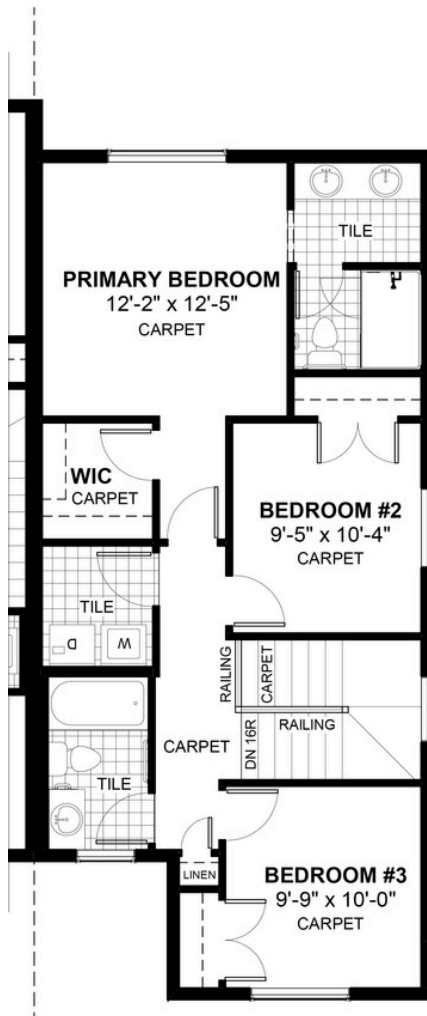 TILE
PRIMARY BEDROOM
12'-2" x 12'-5"
CARPET
WIC
CARPET
BEDROOM #2
9'-5" x 10'-4"
CARPET
TILE
D
W
RAILING
CARPET
RAILING
DN 16R
CARPET
TILE
LINEN
BEDROOM #3
9'-9" x 10'-0"
CARPET